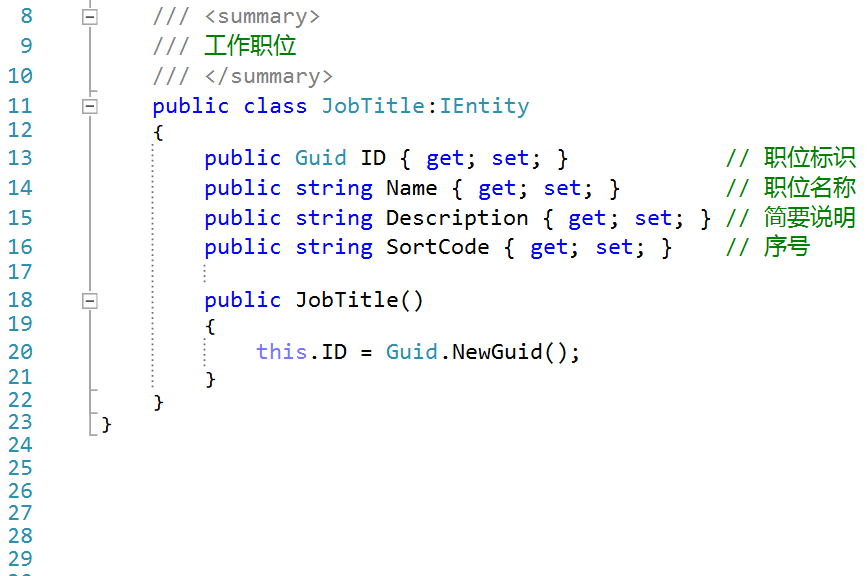 8 /// <summary>
9 /// 工作职位
10 /// </summary>
11 public class JobTitle:IEntity
12 {
13 public Guid ID { get; set; } // 职位标识
14 public string Name { get; set; } // 职位名称
15 public string Description { get; set; } // 简要说明
16 public string SortCode { get; set; } // 序号
17
18 public JobTitle()
19 {
20 this.ID = Guid.NewGuid();
21 }
22 }
23 }
24
25
26
27
28
29